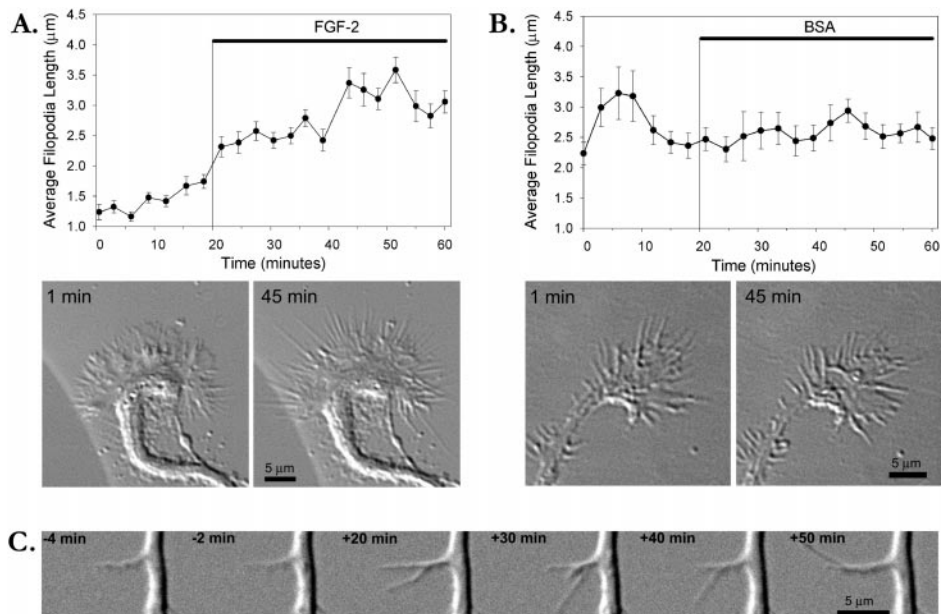 A.
FGF-2
Average Filopodia Length (μm)
4.5
4.0
3.5
3.0
2.5
2.0
1.5
1.0
0 10 20 30 40 50 60
Time (minutes)
1 min
45 min
5 μm
B.
BSA
Average Filopodia Length (μm)
4.5
4.0
3.5
3.0
2.5
2.0
1.5
1.0
0 10 20 30 40 50 60
Time (minutes)
1 min
45 min
5 μm
C.
-4 min -2 min +20 min +30 min +40 min +50 min
5 μm